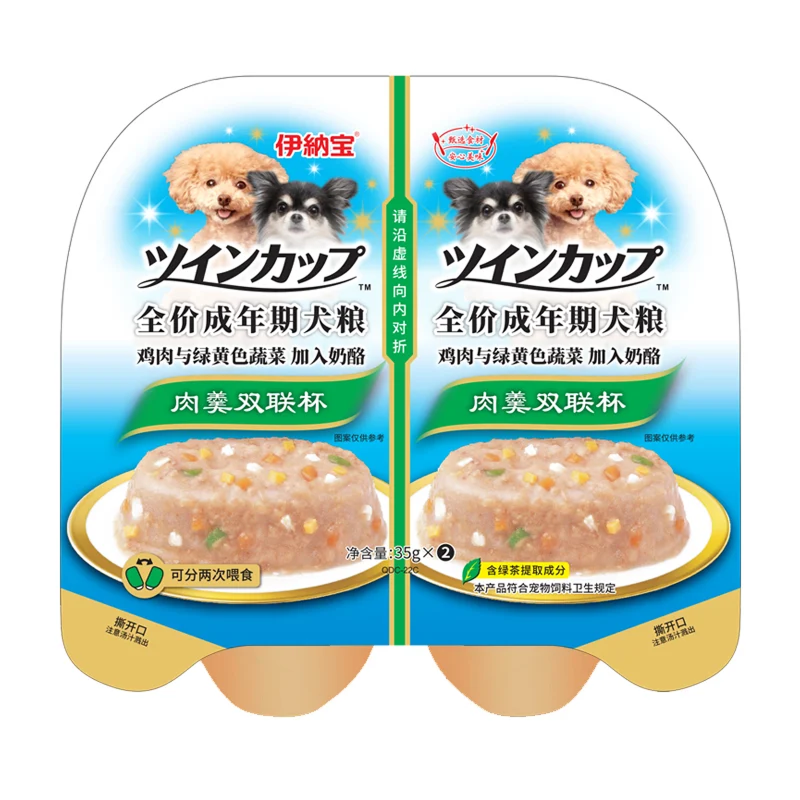 伊納宝®
ツインカップ™
全价成年期犬粮
鸡肉与绿黄色蔬菜 加入奶酪
肉羹双联杯
图案仅供参考
可分两次喂食
撕开口
注意汤汁溅出
请沿虚线向内对折
净含量:35g×2
QDC-22C
甄选食材
安心美味
ツインカップ™
全价成年期犬粮
鸡肉与绿黄色蔬菜 加入奶酪
肉羹双联杯
图案仅供参考
含绿茶提取成分
本产品符合宠物饲料卫生规定
撕开口
注意汤汁溅出